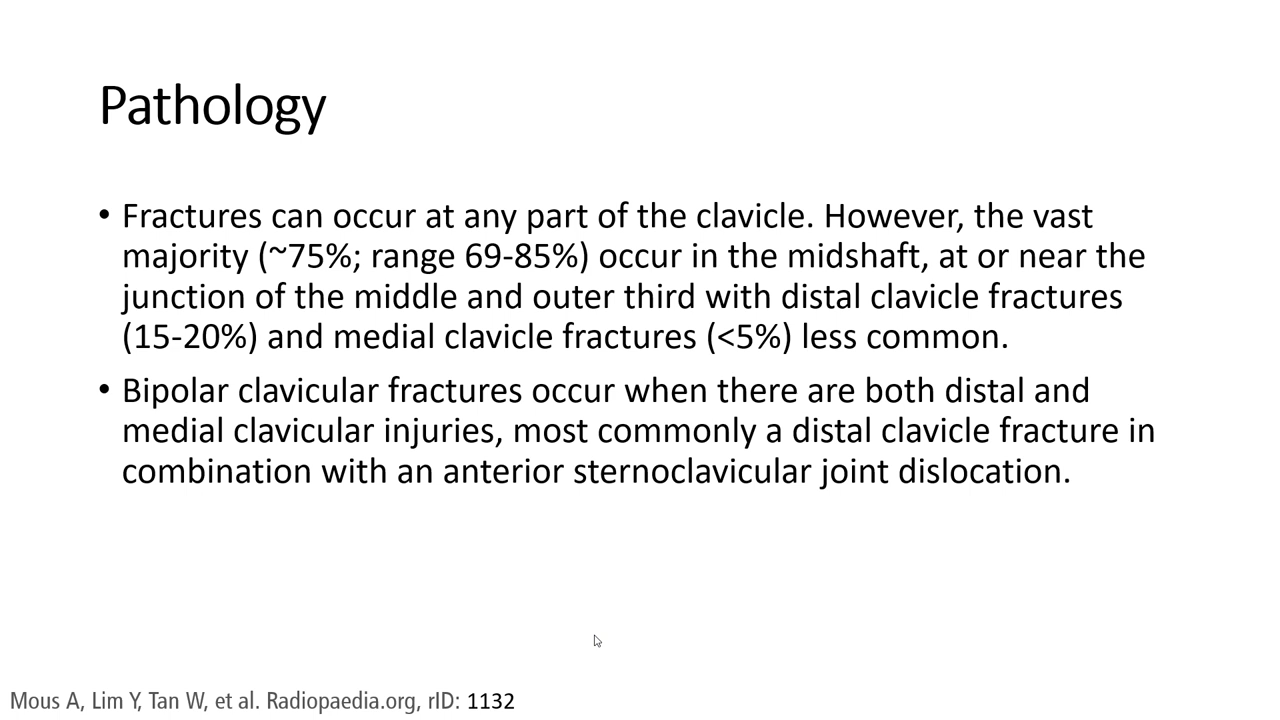 Pathology
• Fractures can occur at any part of the clavicle. However, the vast
majority (~75%; range 69-85%) occur in the midshaft, at or near the
junction of the middle and outer third with distal clavicle fractures
(15-20%) and medial clavicle fractures (<5%) less common.
• Bipolar clavicular fractures occur when there are both distal and
medial clavicular injuries, most commonly a distal clavicle fracture in
combination with an anterior sternoclavicular joint dislocation.
Mous A, Lim Y, Tan W, et al. Radiopaedia.org, rID: 1132